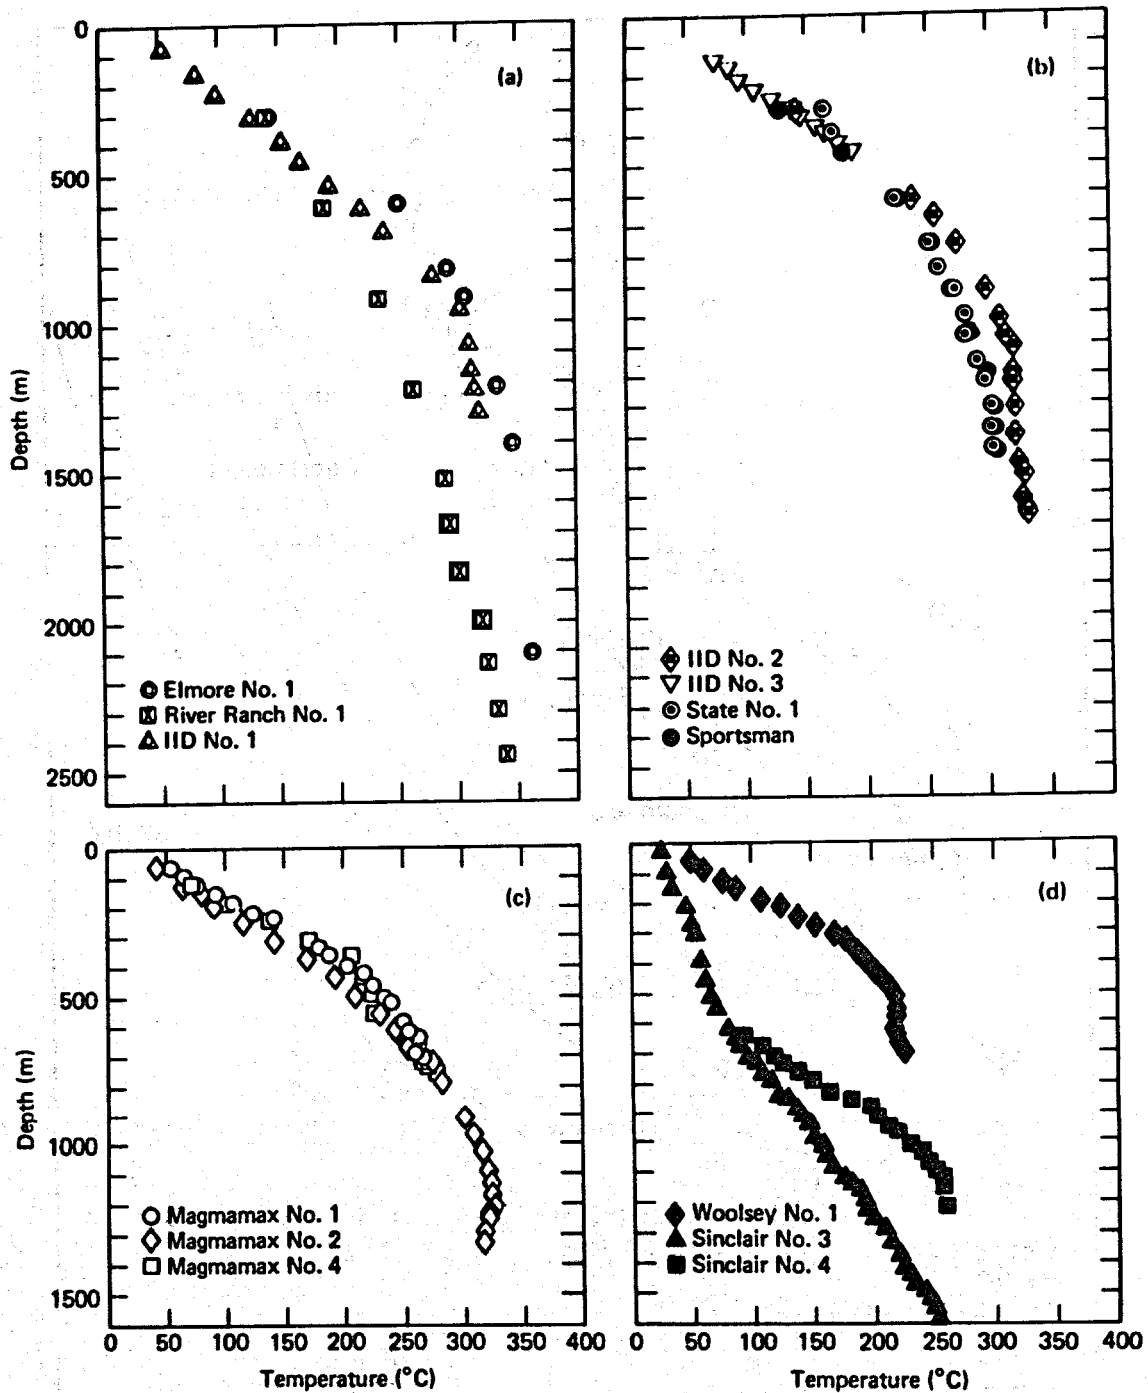 0
500
1000
1500
2000
2500
Depth (m)
(a)
Elmore No. 1
River Ranch No. 1
IID No. 1
(b)
IID No. 2
IID No. 3
State No. 1
Sportsman
0
500
1000
1500
Depth (m)
(c)
Magmamax No. 1
Magmamax No. 2
Magmamax No. 4
0 50 100 150 200 250 300 350 400
Temperature (°C)
(d)
Woolsey No. 1
Sinclair No. 3
Sinclair No. 4
0 50 100 150 200 250 300 350 400
Temperature (°C)